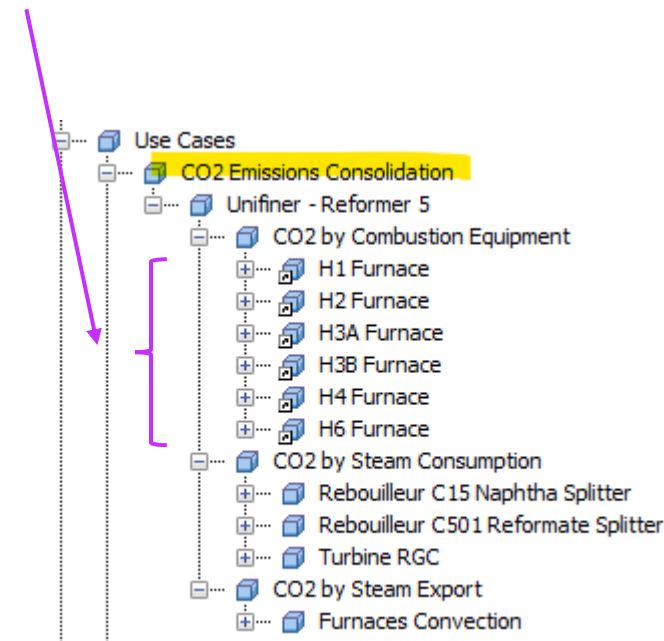 Use Cases
CO2 Emissions Consolidation
Unifiner - Reformer 5
CO2 by Combustion Equipment
H1 Furnace
H2 Furnace
H3A Furnace
H3B Furnace
H4 Furnace
H6 Furnace
CO2 by Steam Consumption
Rebouilleur C15 Naphtha Splitter
Rebouilleur C501 Reformate Splitter
Turbine RGC
CO2 by Steam Export
Furnaces Convection